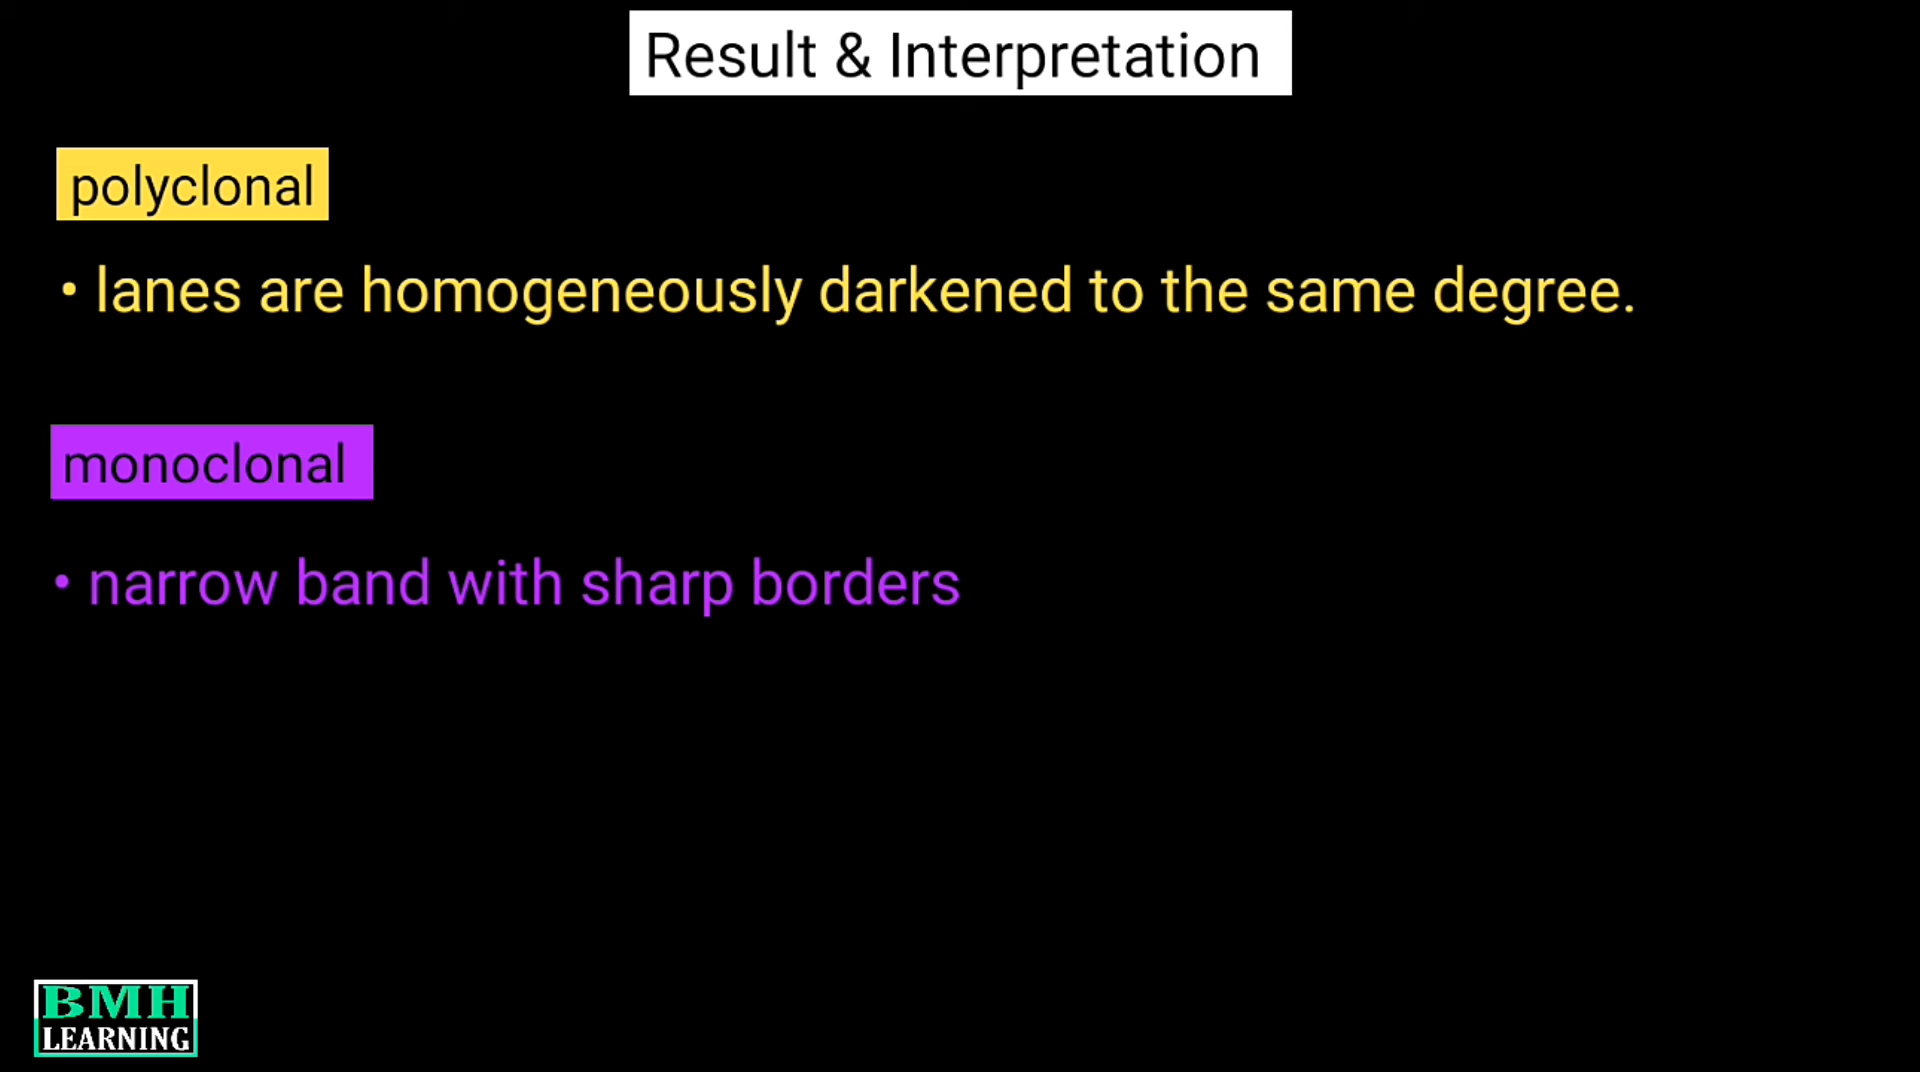 Result & Interpretation
polyclonal
• lanes are homogeneously darkened to the same degree.
monoclonal
• narrow band with sharp borders
BMH
LEARNING